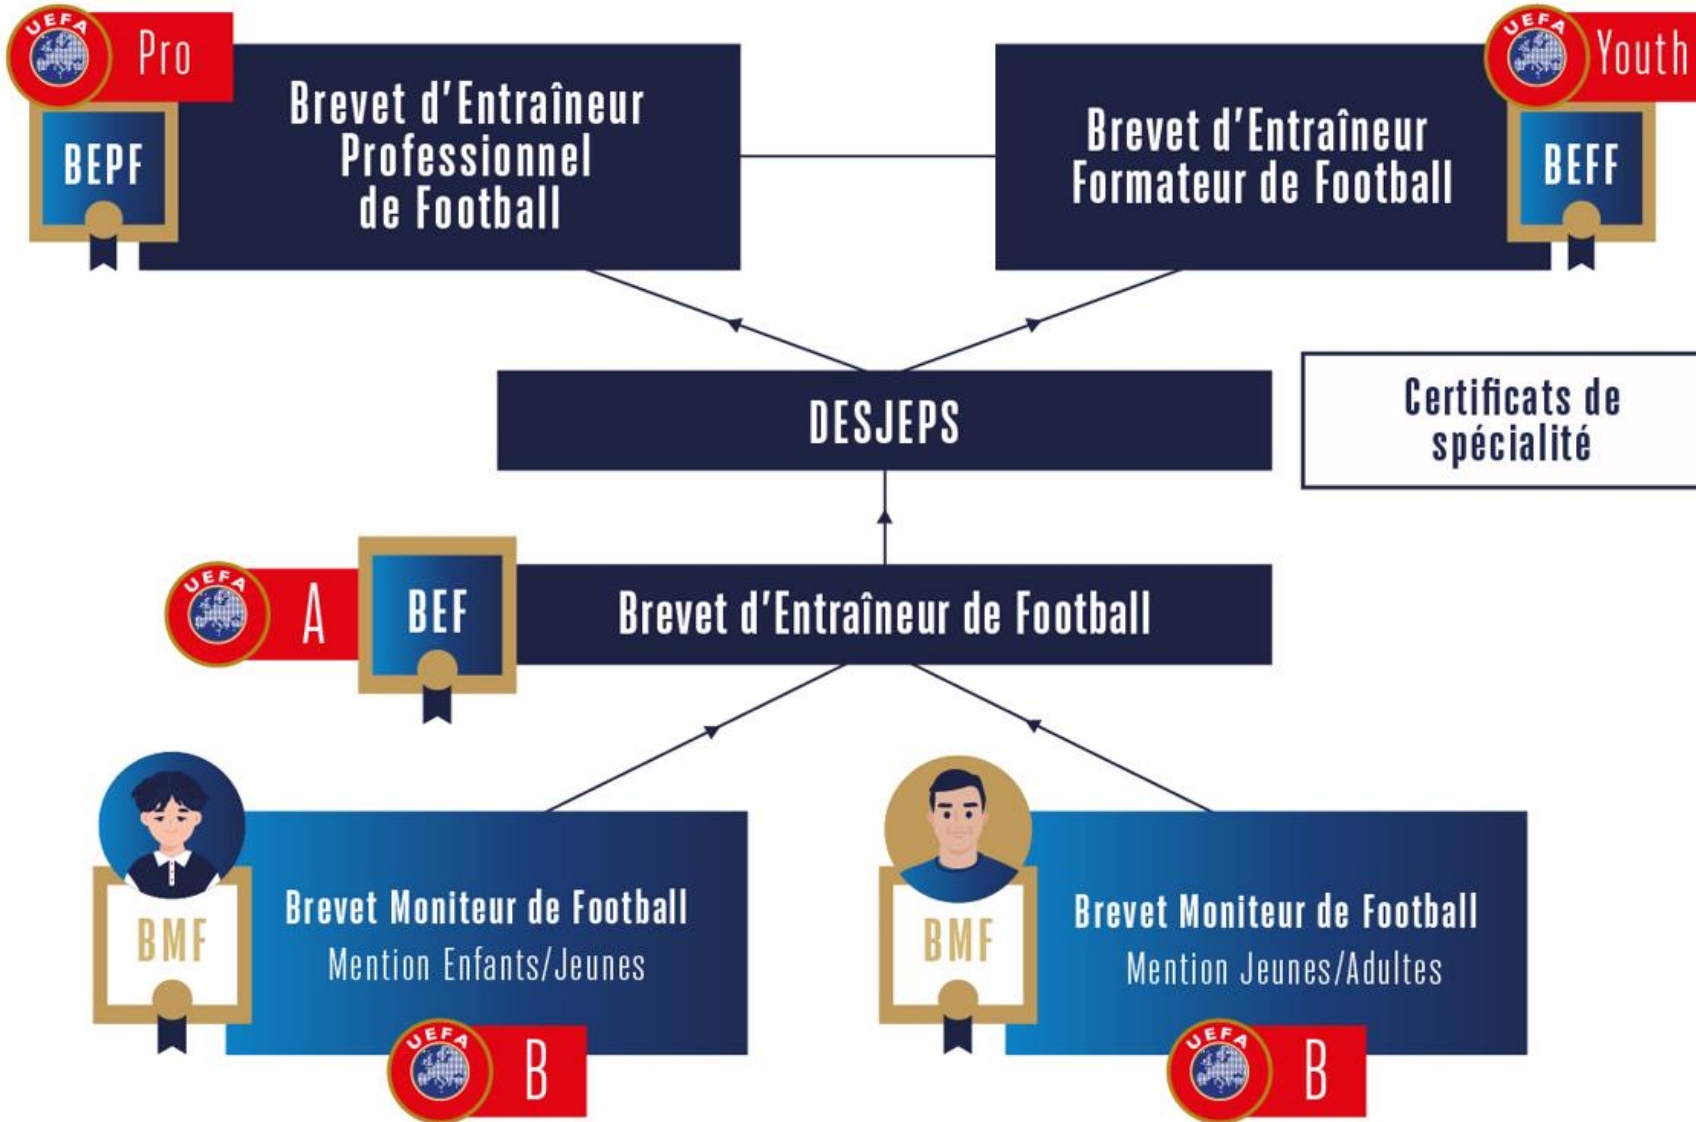 UEFA
Pro
BEPF
Brevet d'Entraîneur
Professionnel
de Football
Brevet d'Entraîneur
Formateur de Football
UEFA
Youth
BEFF
DESJEPS
Certificats de
spécialité
UEFA
A
BEF
Brevet d'Entraîneur de Football
BMF
Brevet Moniteur de Football
Mention Enfants/Jeunes
UEFA
B
BMF
Brevet Moniteur de Football
Mention Jeunes/Adultes
UEFA
B